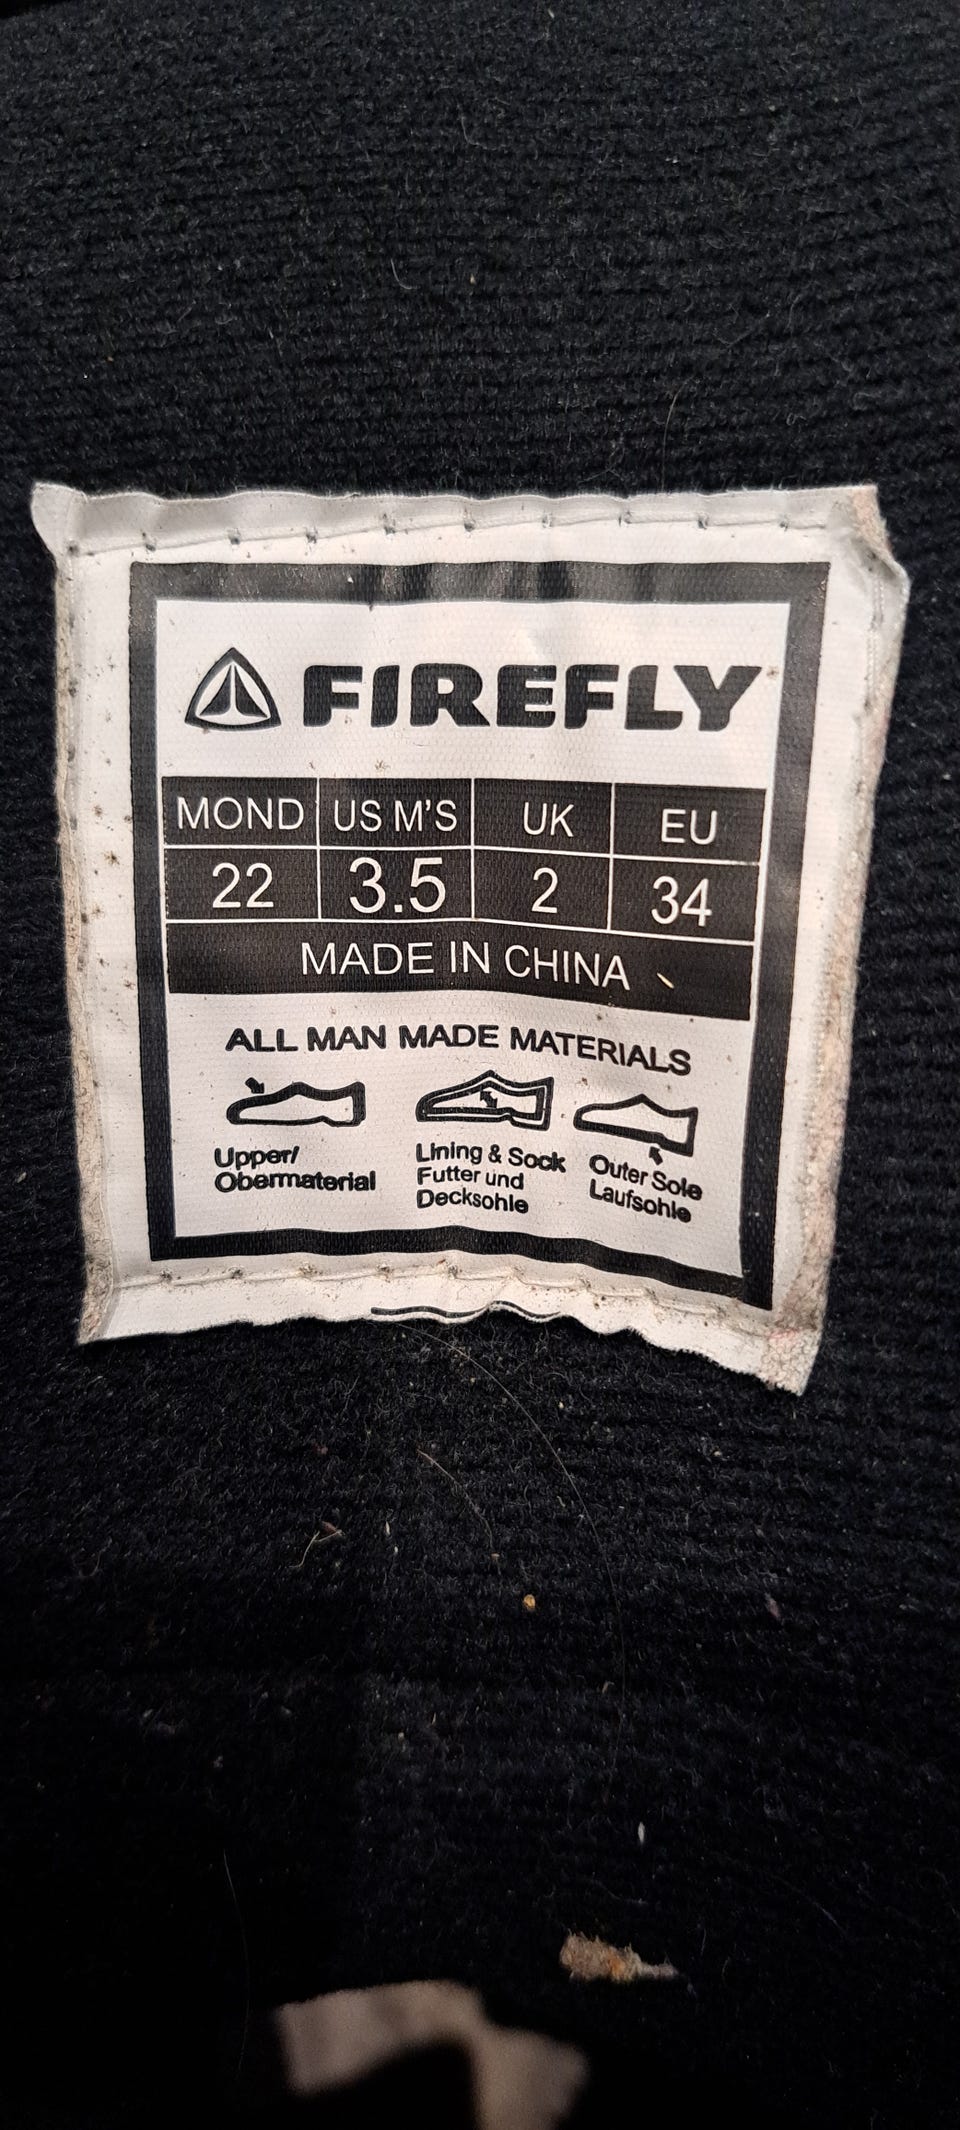 FIREFLY
MOND US M'S UK EU
22 3.5 2 34
MADE IN CHINA
ALL MAN MADE MATERIALS
Upper/
Obermaterial
Lining & Sock
Futter und
Decksohle
Outer Sole
Laufsohle